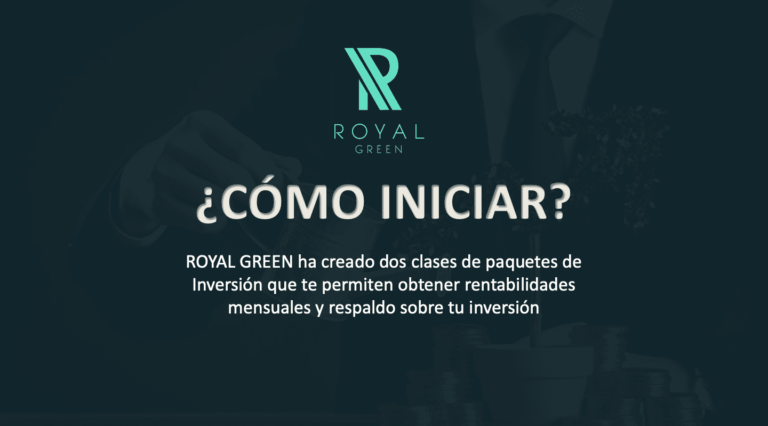 ROYAL
GREEN
¿CÓMO INICIAR?
ROYAL GREEN ha creado dos clases de paquetes de
Inversión que te permiten obtener rentabilidades
mensuales y respaldo sobre tu inversión